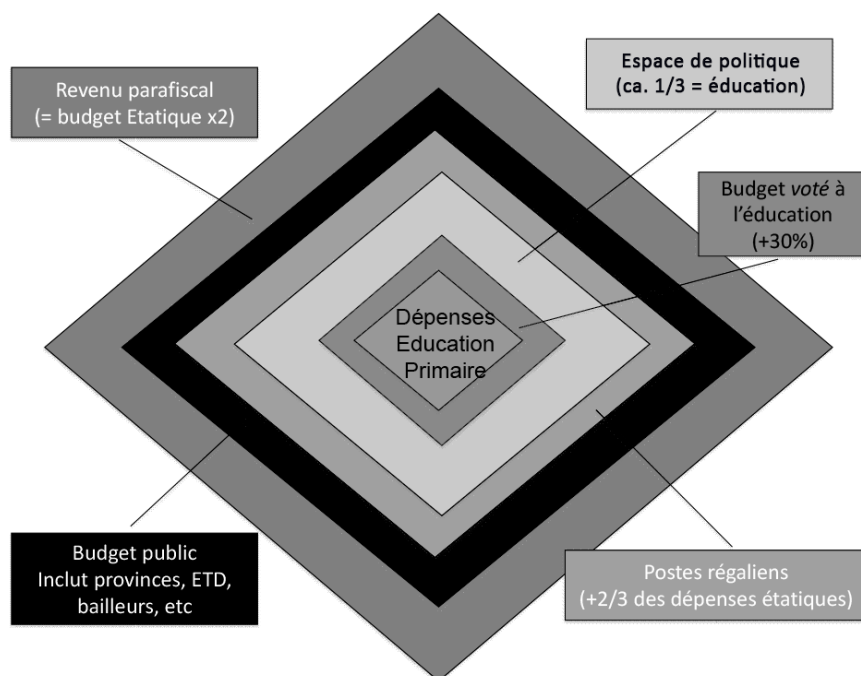 Revenu parafiscal
(= budget Etatique x2)
Espace de politique
(ca. 1/3 = éducation)
Budget voté à
l'éducation
(+30%)
Dépenses
Education
Primaire
Budget public
Inclut provinces, ETD,
bailleurs, etc
Postes régaliens
(+2/3 des dépenses étatiques)